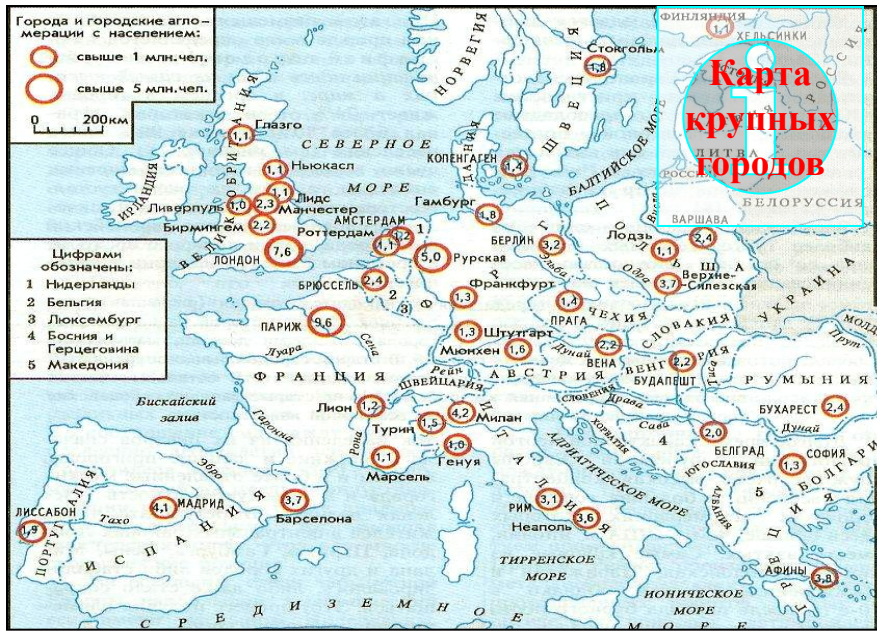 Города и городские агло-
мерации с населением:
свыше 1 млн.чел.
свыше 5 млн.чел.
0 200км
Карта
крупных
городов
ФИНЛЯНДИЯ
1,1
ХЕЛЬСИНКИ
РОССИЯ
ЛИТВА
БЕЛОРУССИЯ
НОРВЕГИЯ
ШВЕЦИЯ
Стокгольм
1,8
Глазго
1,1
СЕВЕРНОЕ
МОРЕ
ДАНИЯ
КОПЕНГАГЕН
1,4
БАЛТИЙСКОЕ МОРЕ
ВЕЛИКОБРИТАНИЯ
ИРЛАНДИЯ
Ньюкасл
1,1
1,1
Лидс
Ливерпуль
1,0
2,3
Манчестер
Бирмингем
2,2
ЛОНДОН
7,6
АМСТЕРДАМ
1,2
1
Роттердам
1,1
Гамбург
1,8
БЕРЛИН
3,2
Эльба
5,0
Рурская
ФРГ
ПОЛЬША
Висла
ВАРШАВА
2,4
Лодзь
1,1
Одра
3,7
Верхне-
Силезская
УКРАИНА
Цифрами
обозначены:
1 Нидерланды
2 Бельгия
3 Люксембург
4 Босния и
Герцеговина
5 Македония
БРЮССЕЛЬ
2,4
2
3
Франкфурт
1,3
1,4
ПРАГА
ЧЕХИЯ
СЛОВАКИЯ
МОЛД
Прут
ПАРИЖ
9,6
Сена
Луара
1,3
Штутгарт
Мюнхен
1,6
Дунай
2,2
ВЕНА
ВЕНГРИЯ
2,2
БУДАПЕШТ
Рейн
ШВЕЙЦАРИЯ
АВСТРИЯ
ФРАНЦИЯ
СЛОВЕНИЯ
Драва
РУМЫНИЯ
БУХАРЕСТ
2,4
Дунай
Бискайский
залив
Гаронна
Лион
1,2
Рона
Турин
1,5
4,2
Милан
1,0
Генуя
1,1
Марсель
ИТАЛИЯ
ХОРВАТИЯ
Сава
4
2,0
БЕЛГРАД
ЮГОСЛАВИЯ
СОФИЯ
1,3
БОЛГАРИ
АДРИАТИЧЕСКОЕ МОРЕ
5
АЛБАНИЯ
ГРЕЦИЯ
Эбро
ЛИССАБОН
1,9
ПОРТУГАЛИЯ
Тахо
4,1
МАДРИД
ИСПАНИЯ
3,7
Барселона
РИМ
3,1
Неаполь
3,6
ТИРРЕНСКОЕ
МОРЕ
ИОНИЧЕСКОЕ
МОРЕ
АФИНЫ
3,8
СРЕДИЗЕМНОЕ